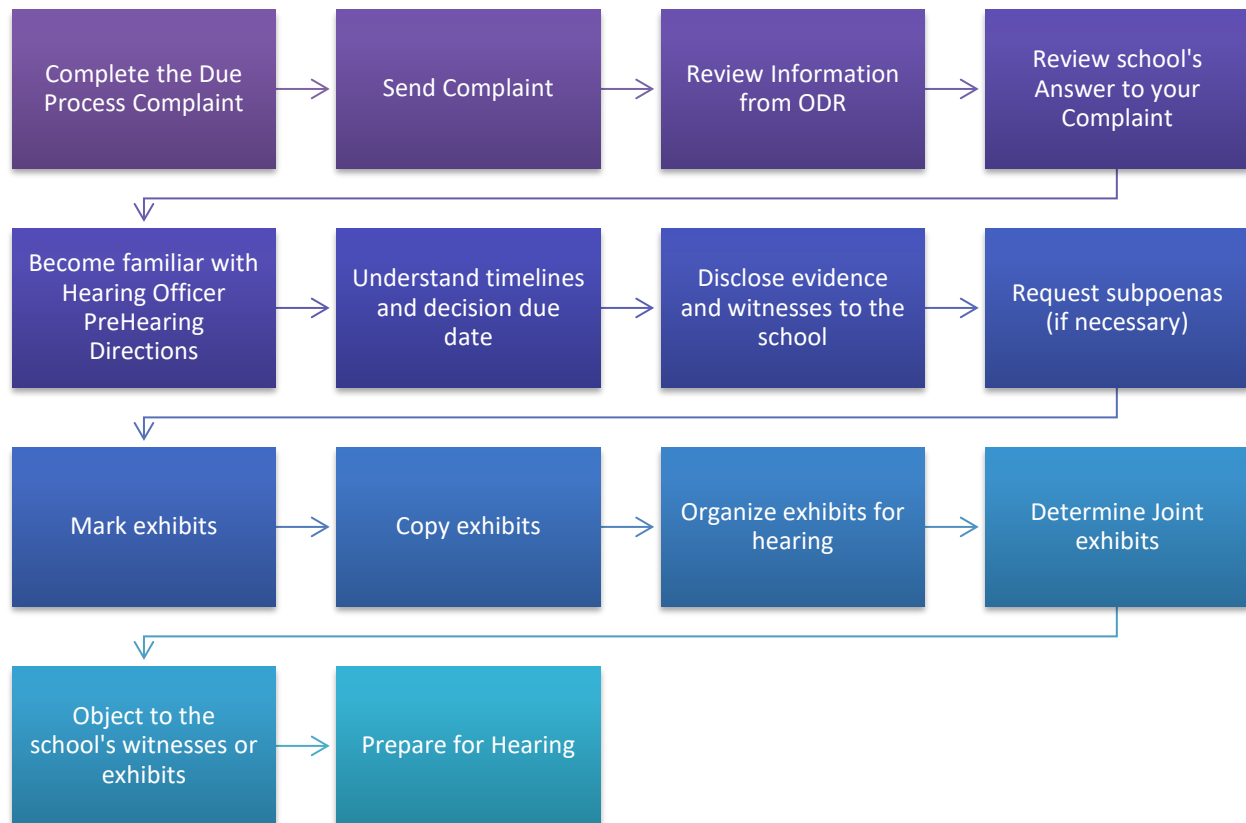 Complete the Due
Process Complaint
Send Complaint
Review Information
from ODR
Review school's
Answer to your
Complaint
Become familiar with
Hearing Officer
PreHearing
Directions
Understand timelines
and decision due
date
Disclose evidence
and witnesses to the
school
Request subpoenas
(if necessary)
Mark exhibits
Copy exhibits
Organize exhibits for
hearing
Determine Joint
exhibits
Object to the
school's witnesses or
exhibits
Prepare for Hearing